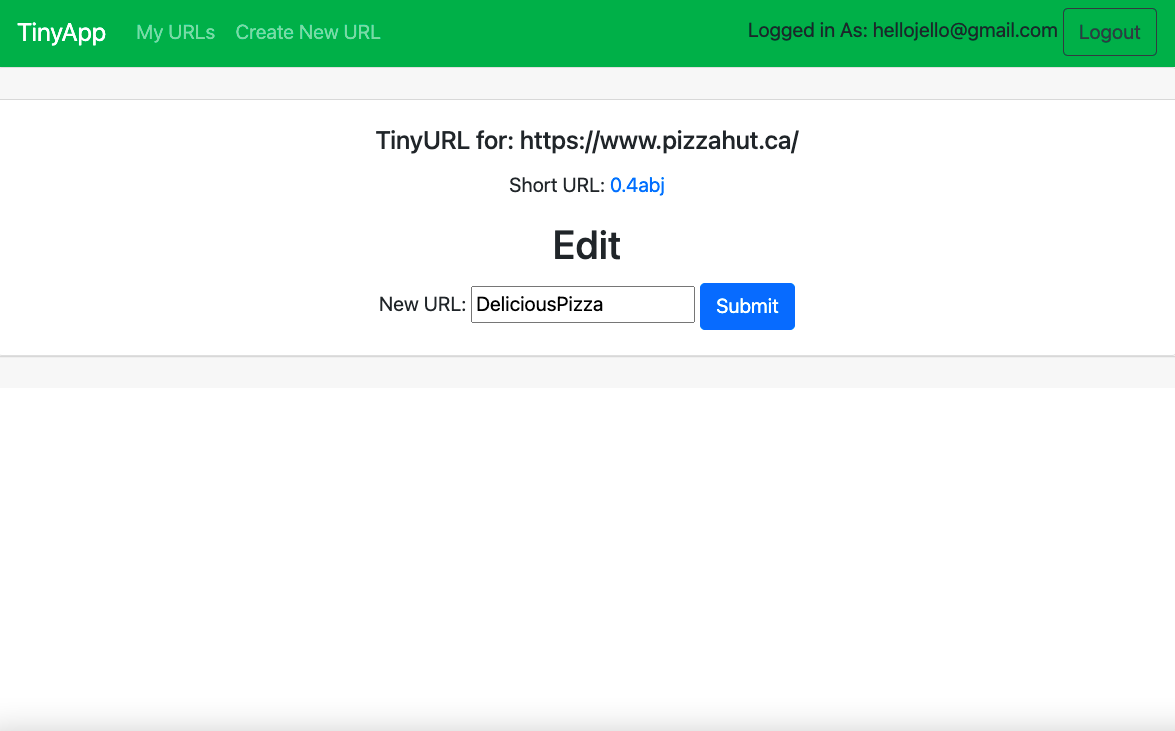 TinyApp My URLs Create New URL Logged in As: hellojello@gmail.com Logout
TinyURL for: https://www.pizzahut.ca/
Short URL: 0.4abj
Edit
New URL: DeliciousPizza Submit